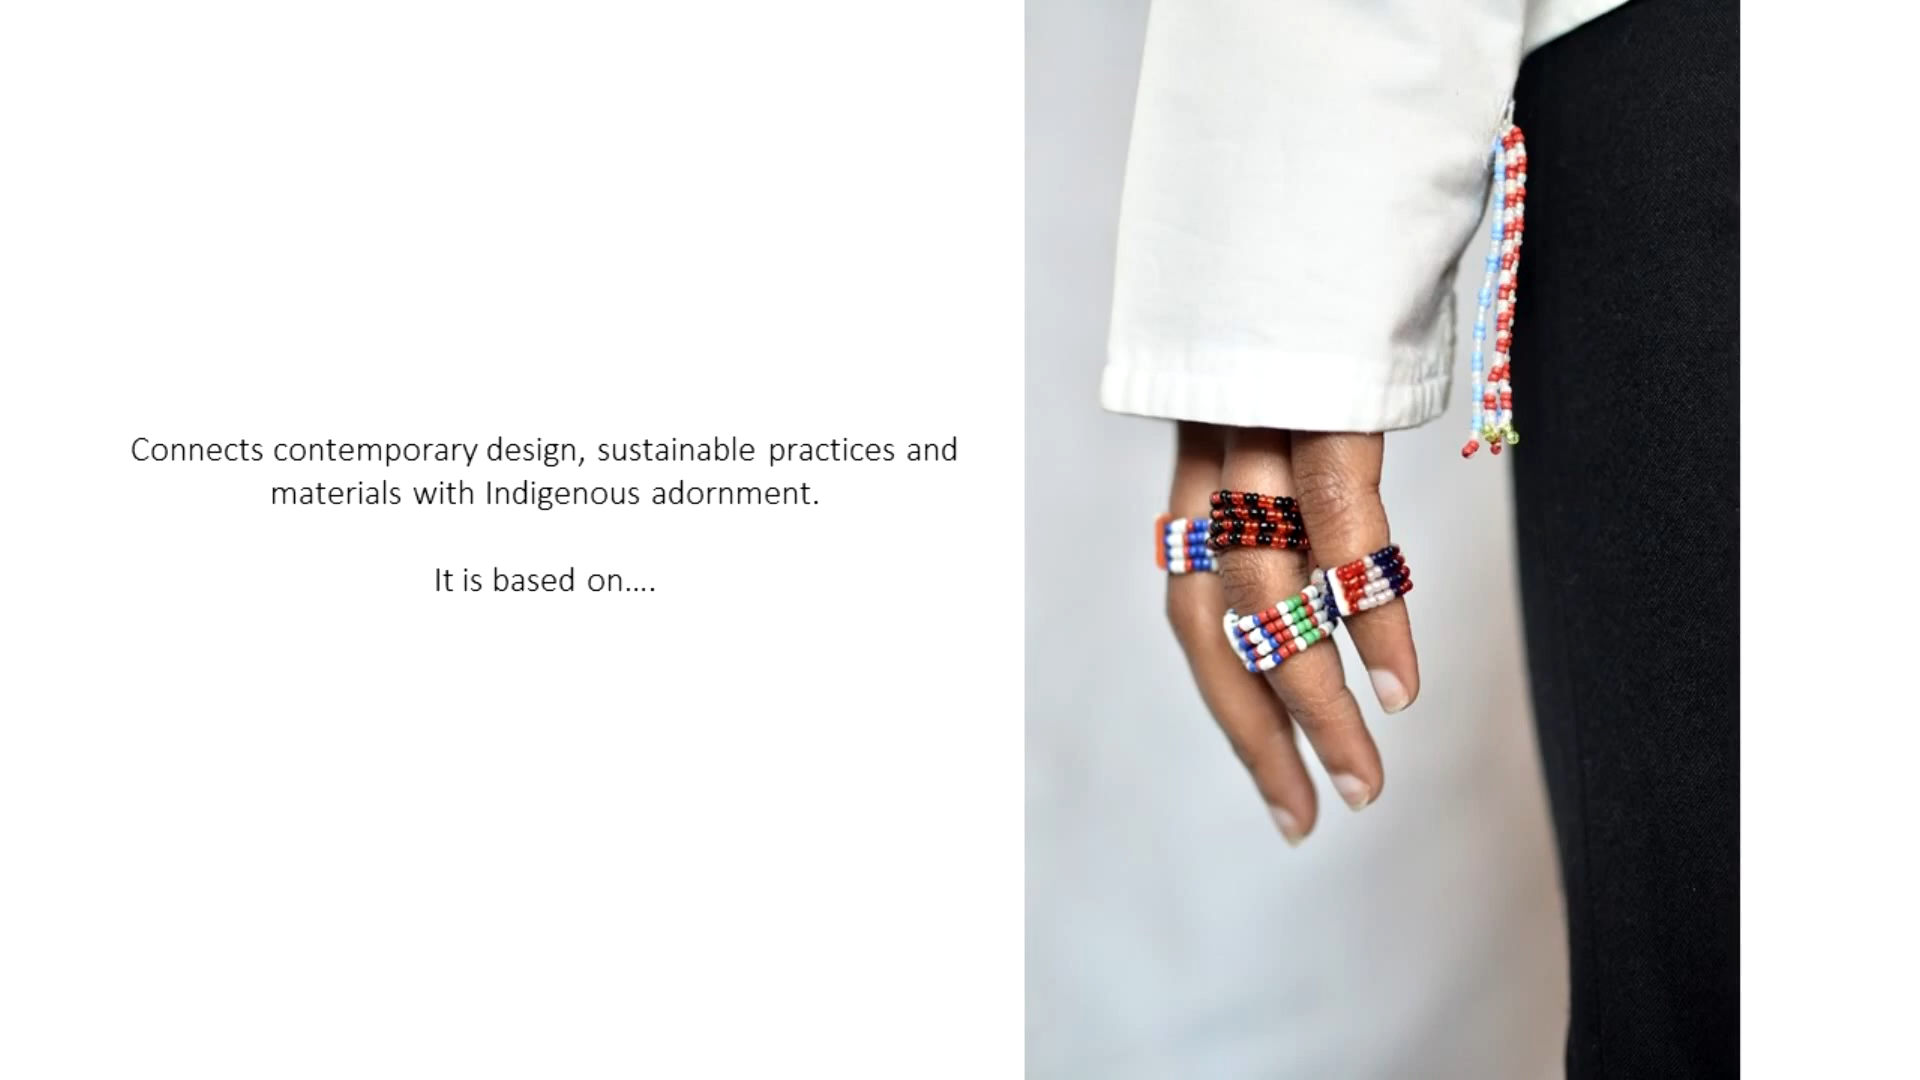 Connects contemporary design, sustainable practices and
materials with Indigenous adornment.
It is based on....